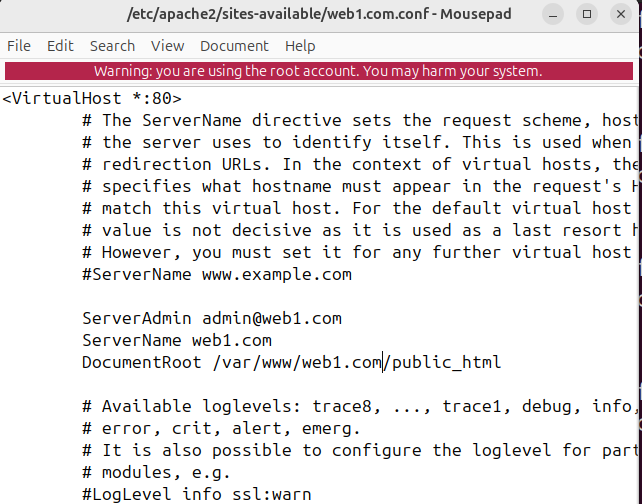 /etc/apache2/sites-available/web1.com.conf - Mousepad
File Edit Search View Document Help
Warning: you are using the root account. You may harm your system.
<VirtualHost *:80>
# The ServerName directive sets the request scheme, host
# the server uses to identify itself. This is used when
# redirection URLs. In the context of virtual hosts, the
# specifies what hostname must appear in the request's H
# match this virtual host. For the default virtual host
# value is not decisive as it is used as a last resort h
# However, you must set it for any further virtual host
#ServerName www.example.com
ServerAdmin admin@web1.com
ServerName web1.com
DocumentRoot /var/www/web1.com/public_html
# Available loglevels: trace8, ..., trace1, debug, info,
# error, crit, alert, emerg.
# It is also possible to configure the loglevel for part
# modules, e.g.
#LogLevel info ssl:warn